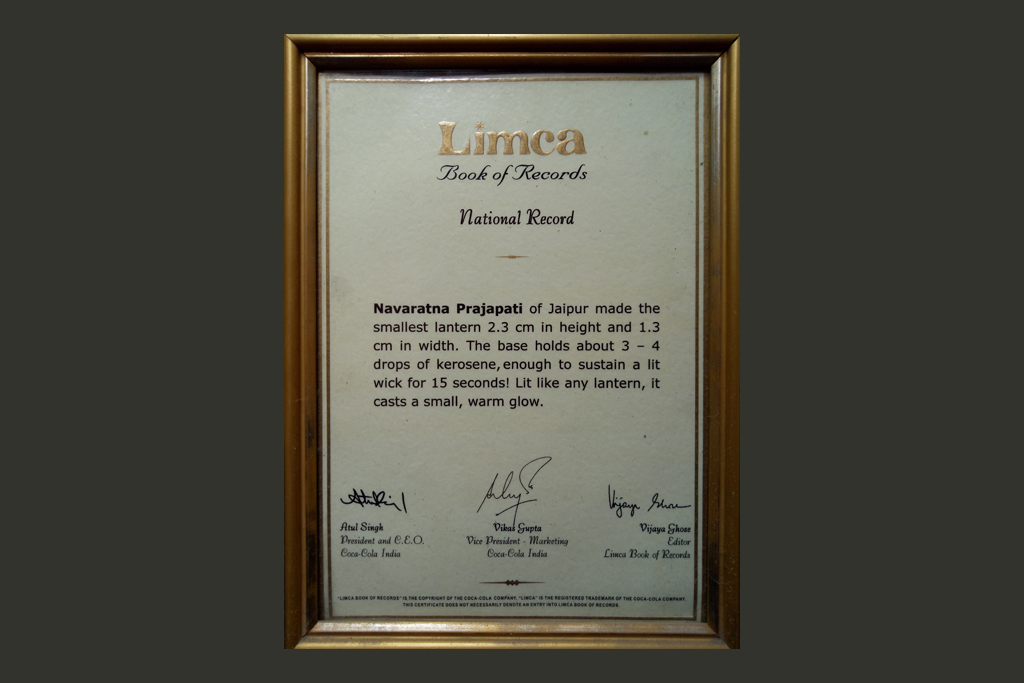 Limca
Book of Records
National Record
Navaratna Prajapati of Jaipur made the
smallest lantern 2.3 cm in height and 1.3
cm in width. The base holds about 3 – 4
drops of kerosene, enough to sustain a lit
wick for 15 seconds! Lit like any lantern, it
casts a small, warm glow.
Atul Singh
President and C.E.O.
Coca-Cola India
Vikas Gupta
Vice President - Marketing
Coca-Cola India
Vijaya Ghose
Vijaya Ghose
Editor
Limca Book of Records
"LIMCA BOOK OF RECORDS" IS THE COPYRIGHT OF THE COCA-COLA COMPANY. "LIMCA" IS THE REGISTERED TRADEMARK OF THE COCA-COLA COMPANY.
THIS CERTIFICATE DOES NOT NECESSARILY DENOTE AN ENTRY INTO LIMCA BOOK OF RECORDS.